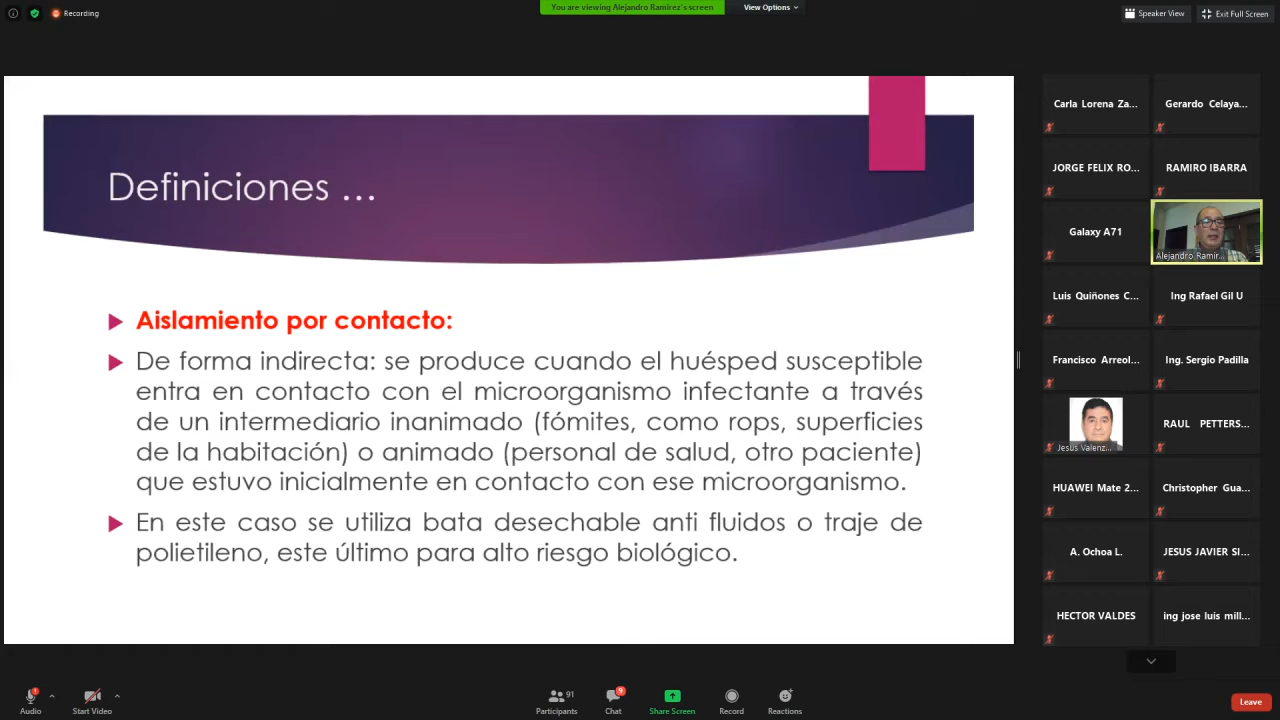 Recording
You are viewing Alejandro Ramirez's screen
View Options
Speaker View
Exit Full Screen
Definiciones ...
Aislamiento por contacto:
De forma indirecta: se produce cuando el huésped susceptible
entra en contacto con el microorganismo infectante a través
de un intermediario inanimado (fómites, como rops, superficies
de la habitación) o animado (personal de salud, otro paciente)
que estuvo inicialmente en contacto con ese microorganismo.
En este caso se utiliza bata desechable anti fluidos o traje de
polietileno, este último para alto riesgo biológico.
Carla Lorena Za...
Gerardo Celaya...
JORGE FELIX RO...
RAMIRO IBARRA
Galaxy A71
Alejandro Ramir...
Luis Quiñones C...
Ing Rafael Gil U
Francisco Arreol...
Ing. Sergio Padilla
Jesus Valenz...
RAUL PETTERS...
HUAWEI Mate 2...
Christopher Gua...
A. Ochoa L.
JESUS JAVIER SI...
HECTOR VALDES
ing jose luis mill...
Audio
Start Video
91
Participants
9
Chat
Share Screen
Record
Reactions
Leave